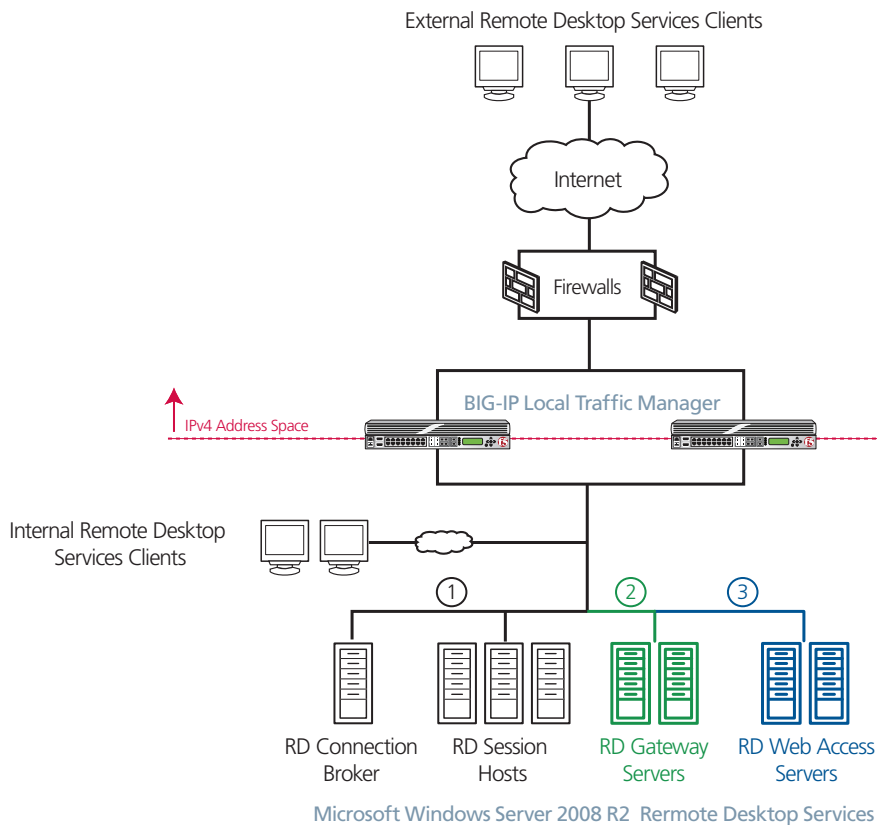 External Remote Desktop Services Clients
Internet
Firewalls
BIG-IP Local Traffic Manager
IPv4 Address Space
Internal Remote Desktop
Services Clients
1
2
3
RD Connection
Broker
RD Session
Hosts
RD Gateway
Servers
RD Web Access
Servers
Microsoft Windows Server 2008 R2 Rermote Desktop Services